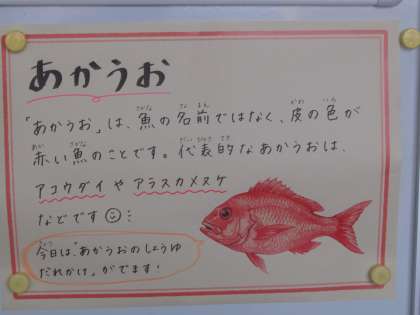 あかうお
「あかうお」は、魚の名前ではなく、皮の色が
赤い魚のことです。代表的なあかうおは、
アコウダイやアラスカメヌケ
などです
今日は、"あかうおのしょうゆ
だれかけ"がでます!